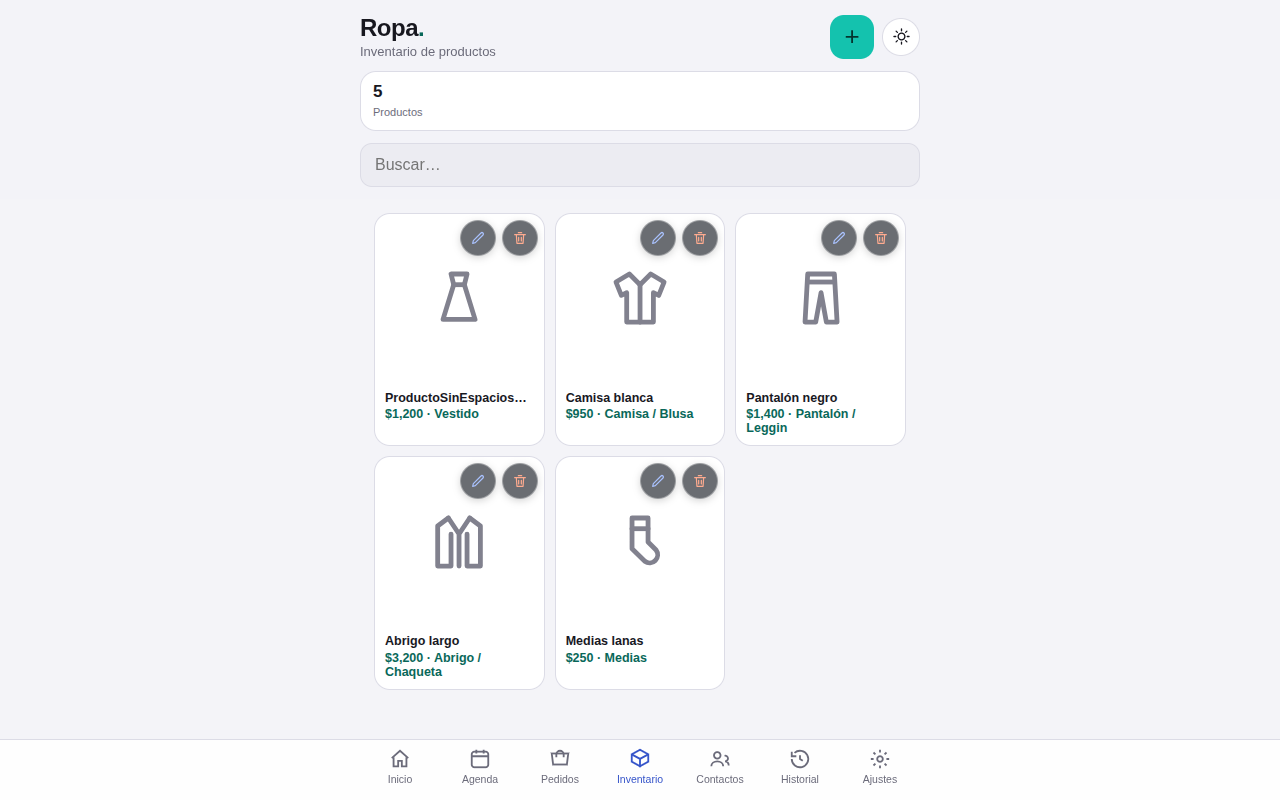 Ropa.
Inventario de productos
5
Productos
Buscar…
ProductoSinEspacios…
$1,200 · Vestido
Camisa blanca
$950 · Camisa / Blusa
Pantalón negro
$1,400 · Pantalón /
Leggin
Abrigo largo
$3,200 · Abrigo /
Chaqueta
Medias lanas
$250 · Medias
Inicio
Agenda
Pedidos
Inventario
Contactos
Historial
Ajustes